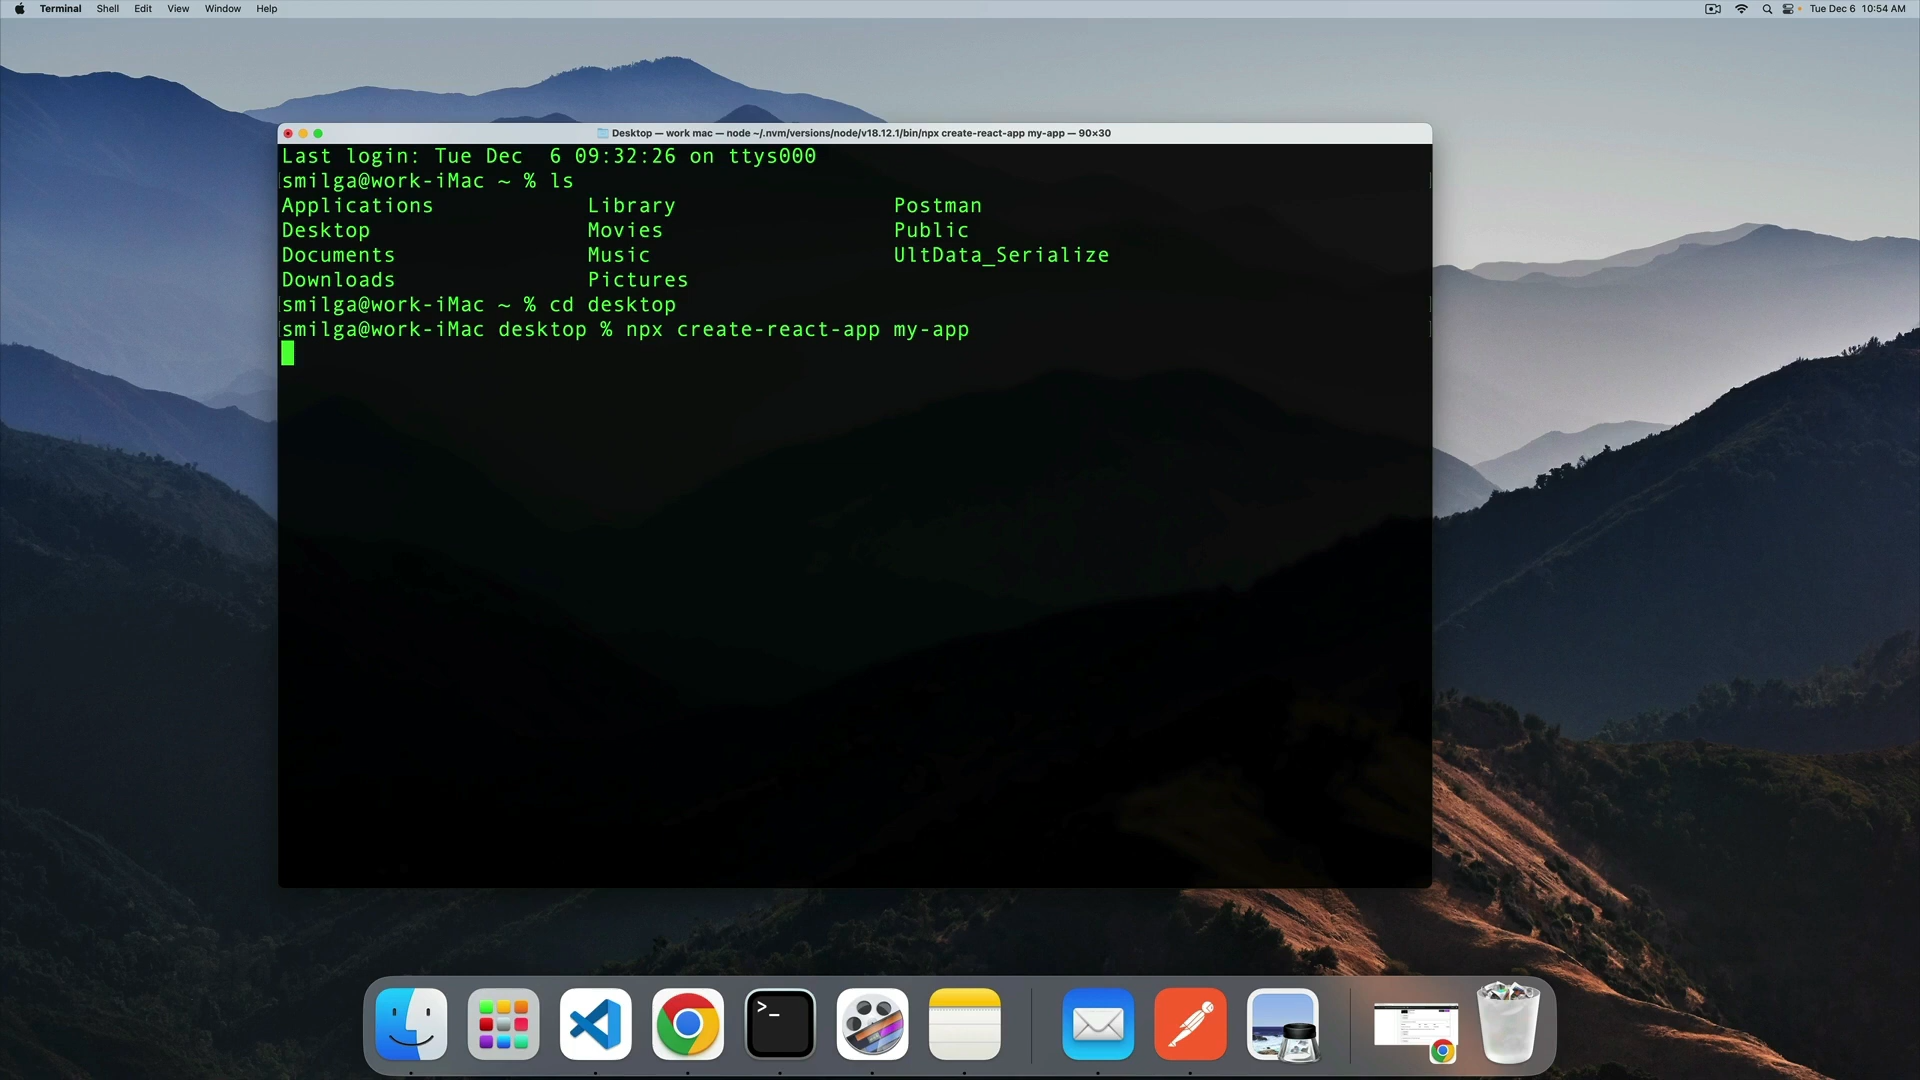 Terminal Shell Edit View Window Help Tue Dec 6 10:54 AM
Desktop — work mac — node ~/.nvm/versions/node/v18.12.1/bin/npx create-react-app my-app — 90×30
Last login: Tue Dec  6 09:32:26 on ttys000
smilga@work-iMac ~ % ls
Applications Library Postman
Desktop Movies Public
Documents Music UltData_Serialize
Downloads Pictures
smilga@work-iMac ~ % cd desktop
smilga@work-iMac desktop % npx create-react-app my-app
>_